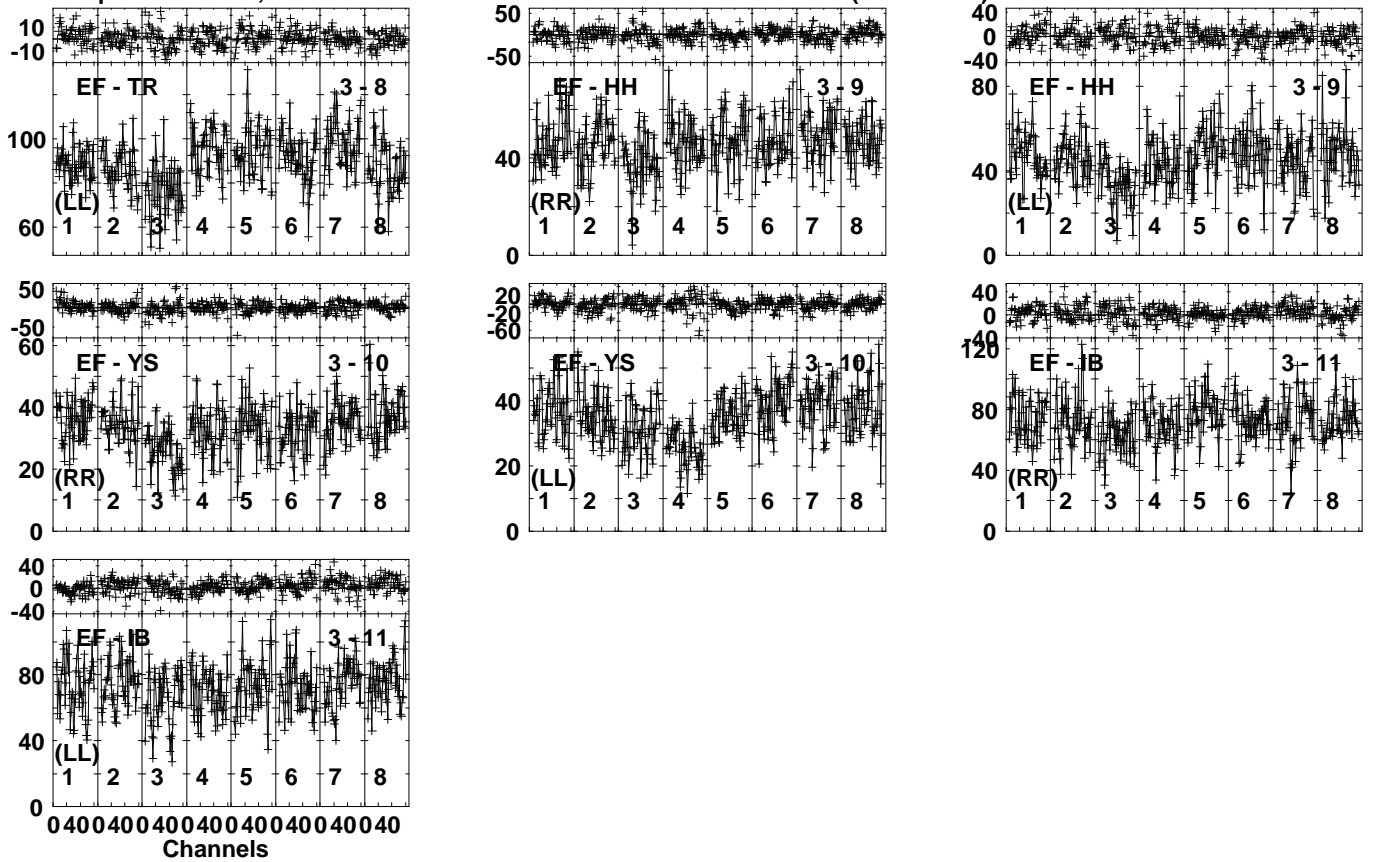 10
-10
EF - TR 3 - 8
100
(LL)
60
1 2 3 4 5 6 7 8
50
-50
EF - HH 3 - 9
40
(RR)
1 2 3 4 5 6 7 8
0
40
0
-40
80
EF - HH 3 - 9
40
(LL)
1 2 3 4 5 6 7 8
0
50
-50
60
EF - YS 3 - 10
40
20
(RR)
1 2 3 4 5 6 7 8
0
20
-20
-60
EF - YS 3 - 10
40
20
(LL)
1 2 3 4 5 6 7 8
0
40
0
-40
120
EF - IB 3 - 11
80
40
(RR)
1 2 3 4 5 6 7 8
0
40
0
-40
EF - IB 3 - 11
80
40
(LL)
1 2 3 4 5 6 7 8
0
0 40 0 40 0 40 0 40 0 40 0 40 0 40 0 40
Channels